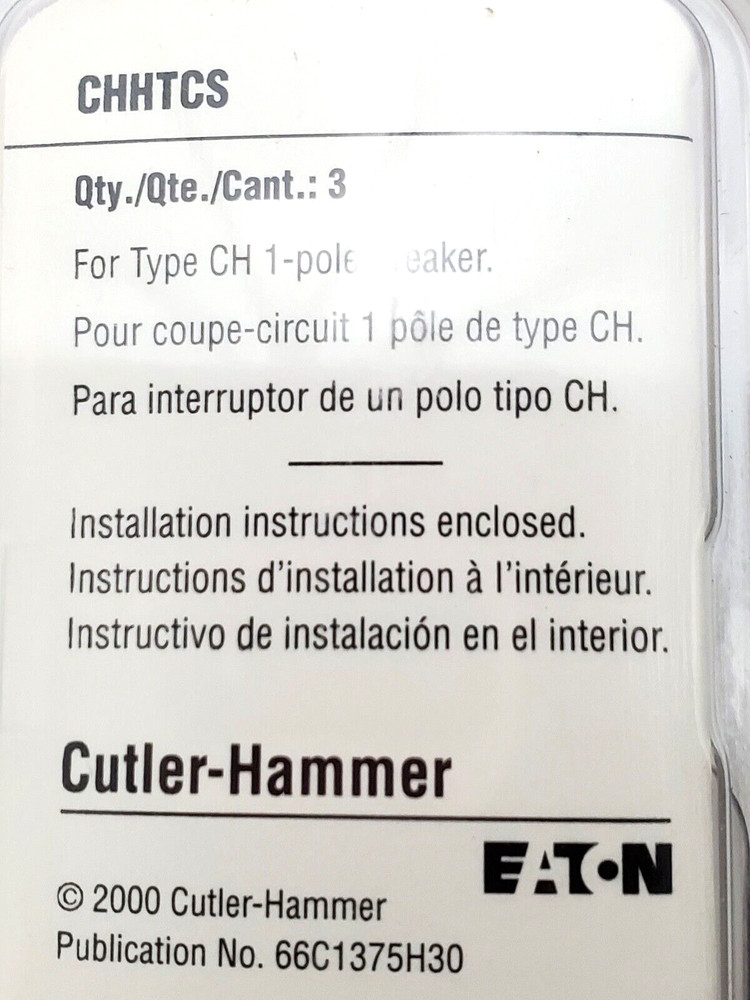 CHHTCS
Qty./Qte./Cant.: 3
For Type CH 1-pole
Pour coupe-circuit 1 pôle de type CH.
Para interruptor de un polo tipo CH.
Installation instructions enclosed.
Instructions d'installation à l'intérieur.
Instructivo de instalación en el interior.
Cutler-Hammer
EATON
© 2000 Cutler-Hammer
Publication No. 66C1375H30